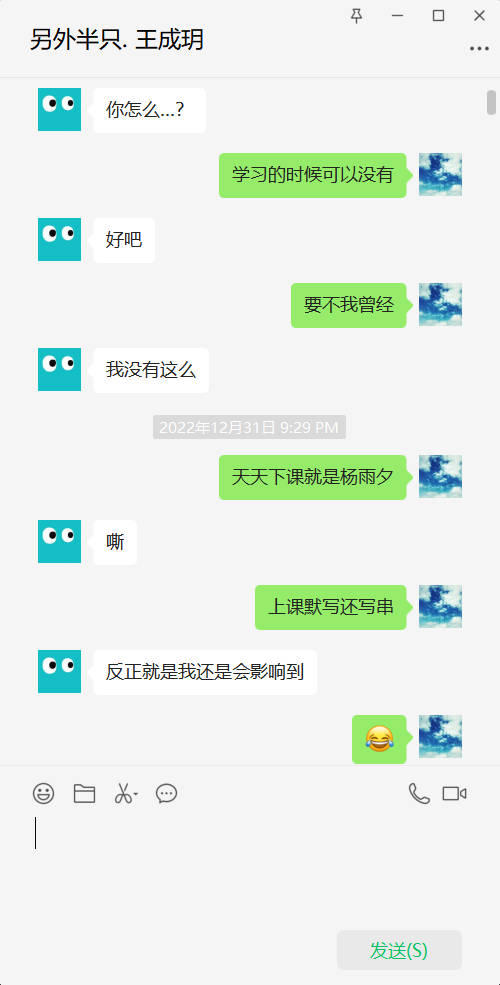 另外半只. 王成玥
你怎么...?
学习的时候可以没有
好吧
要不我曾经
我没有这么
2022年12月31日 9:29 PM
天天下课就是杨雨夕
嘶
上课默写还写串
反正就是我还是会影响到
😂
发送(S)